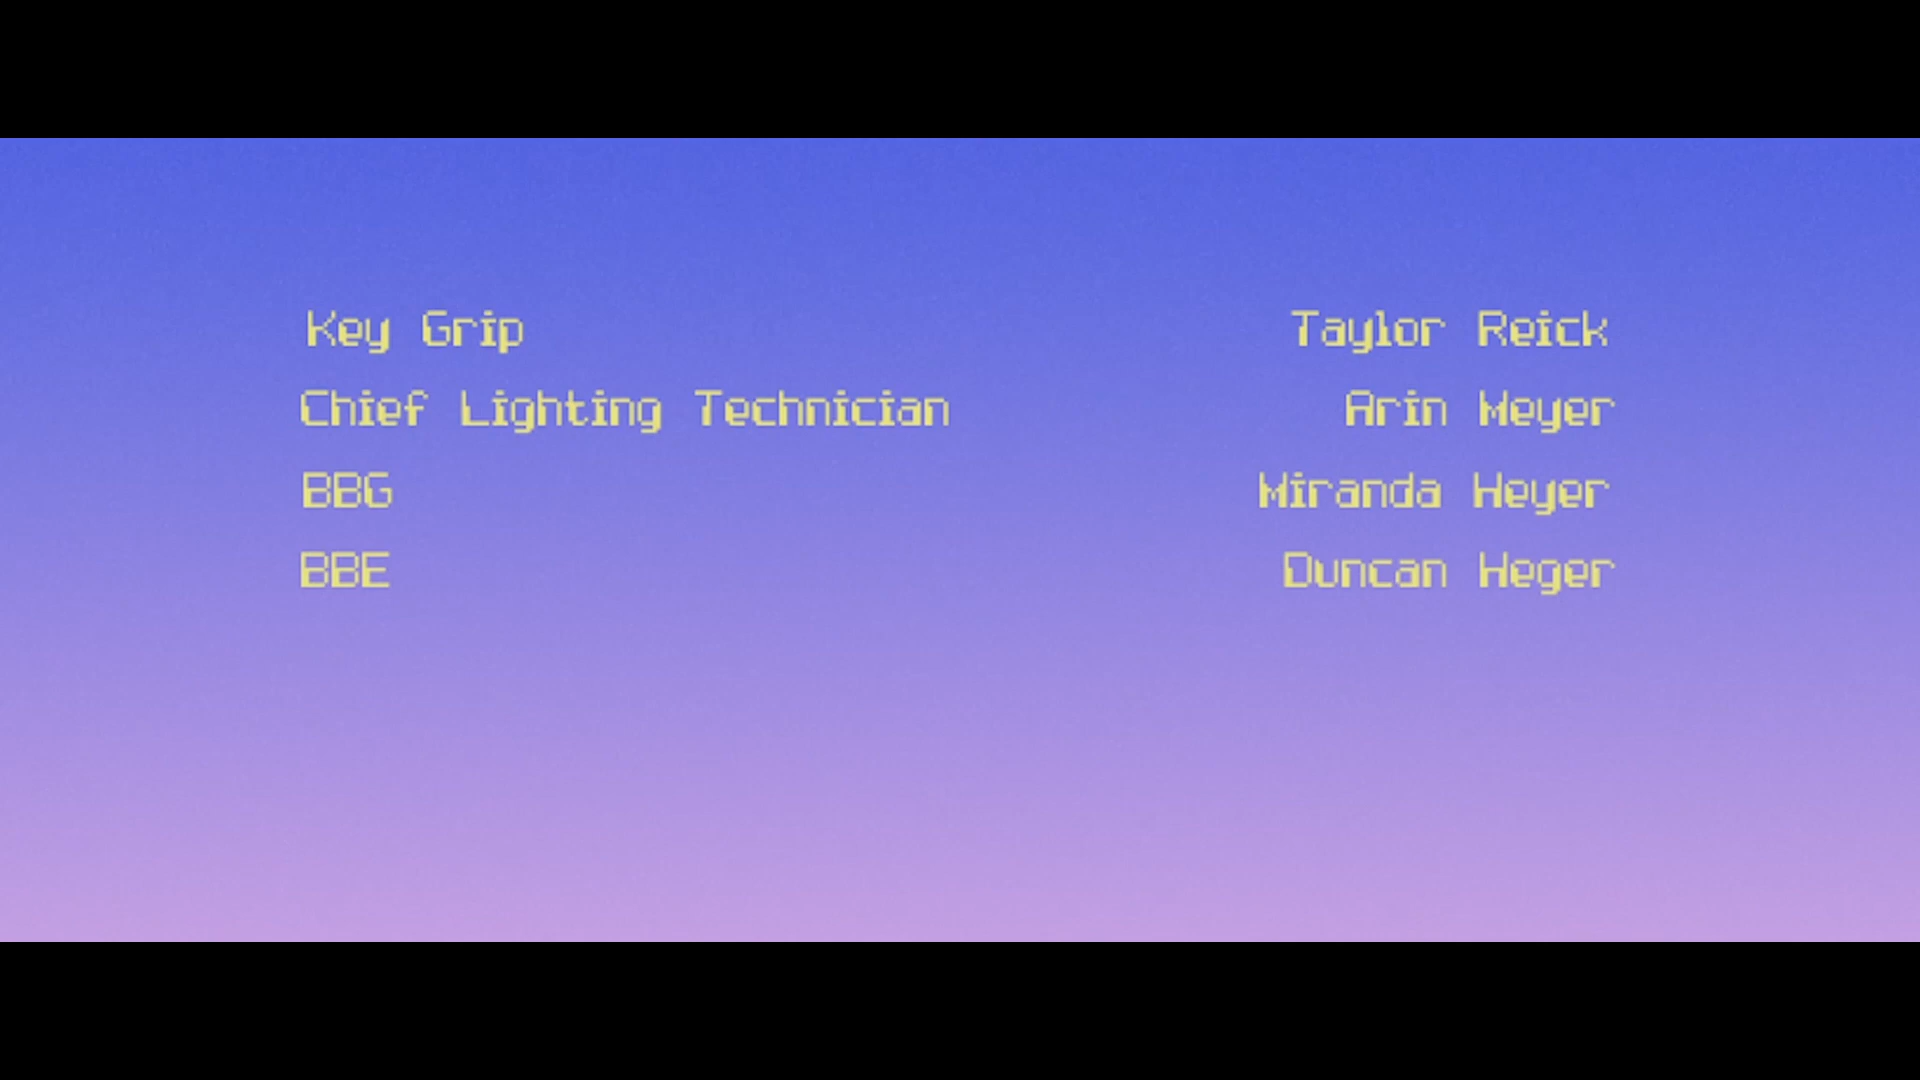 Key Grip Taylor Reick
Chief Lighting Technician Arin Meyer
BBG Miranda Heyer
BBE Duncan Heger